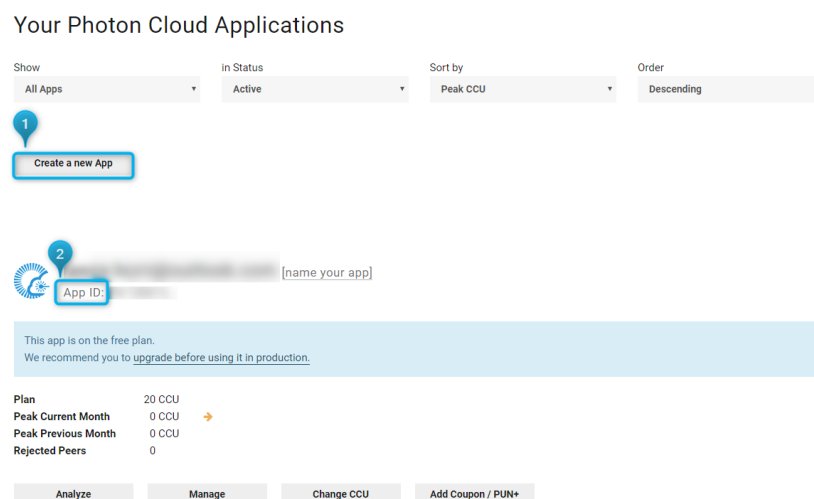 Your Photon Cloud Applications
Show in Status Sort by Order
All Apps Active Peak CCU Descending
1
Create a new App
2
[name your app]
App ID:
This app is on the free plan.
We recommend you to upgrade before using it in production.
Plan 20 CCU
Peak Current Month 0 CCU
Peak Previous Month 0 CCU
Rejected Peers 0
Analyze Manage Change CCU Add Coupon / PUN+